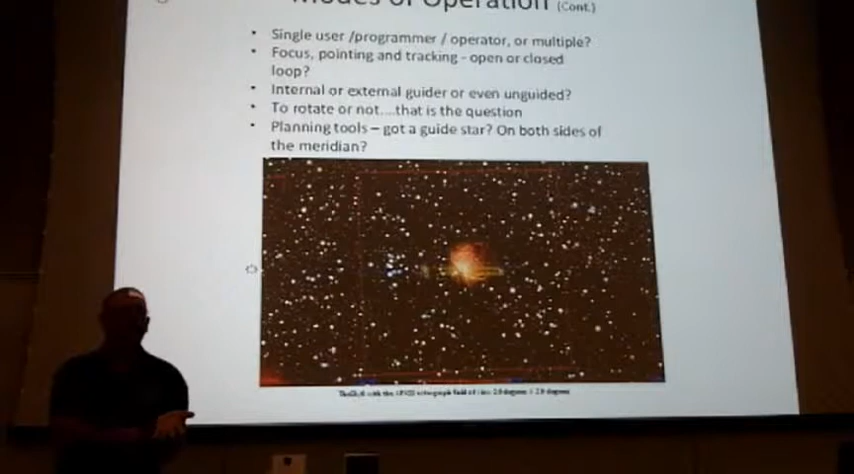 Modes of Operation (Cont.)
• Single user /programmer / operator, or multiple?
• Focus, pointing and tracking - open or closed
loop?
• Internal or external guider or even unguided?
• To rotate or not....that is the question
• Planning tools – got a guide star? On both sides of
the meridian?